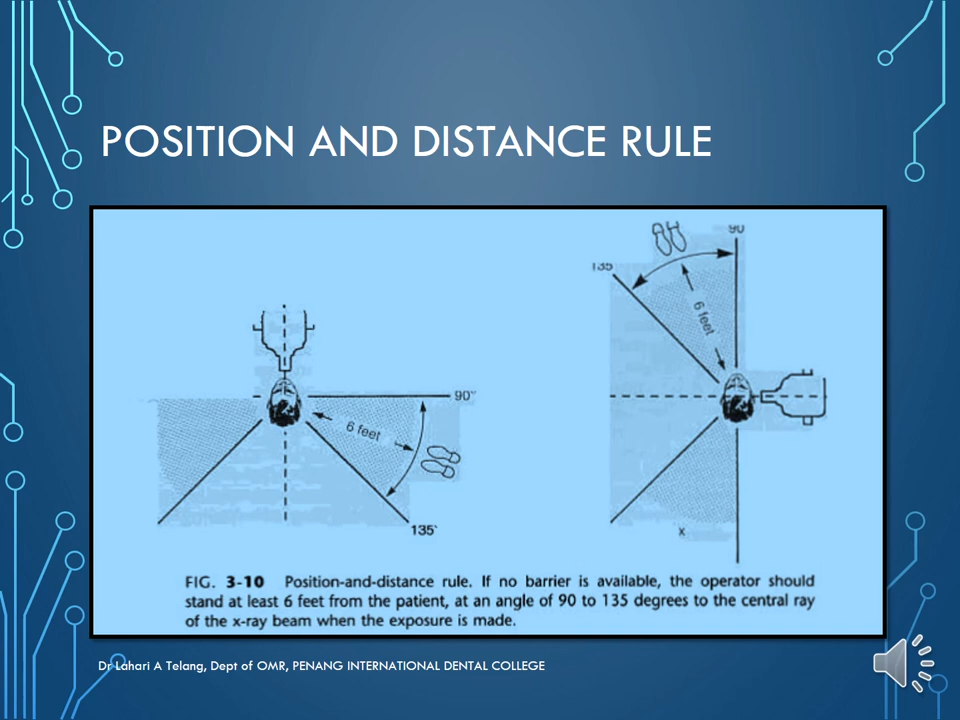 POSITION AND DISTANCE RULE
90
135
6 feet
90°
6 feet
135°
X
FIG. 3-10 Position-and-distance rule. If no barrier is available, the operator should
stand at least 6 feet from the patient, at an angle of 90 to 135 degrees to the central ray
of the x-ray beam when the exposure is made.
Dr Lahari A Telang, Dept of OMR, PENANG INTERNATIONAL DENTAL COLLEGE